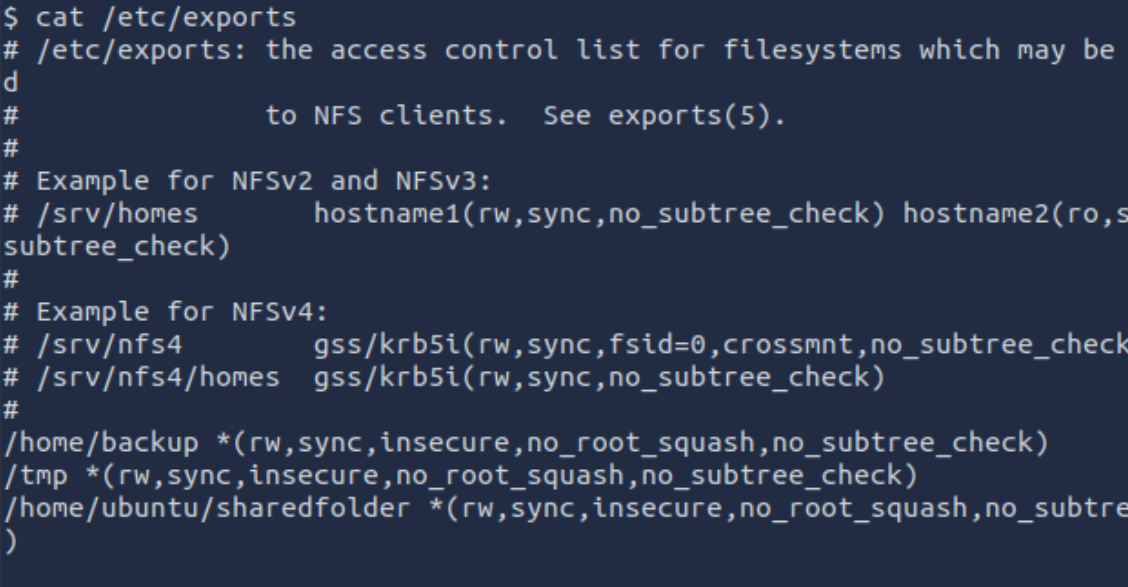 $ cat /etc/exports
# /etc/exports: the access control list for filesystems which may be
d
#               to NFS clients.  See exports(5).
#
# Example for NFSv2 and NFSv3:
# /srv/homes       hostname1(rw,sync,no_subtree_check) hostname2(ro,s
subtree_check)
#
# Example for NFSv4:
# /srv/nfs4        gss/krb5i(rw,sync,fsid=0,crossmnt,no_subtree_check
# /srv/nfs4/homes  gss/krb5i(rw,sync,no_subtree_check)
#
/home/backup *(rw,sync,insecure,no_root_squash,no_subtree_check)
/tmp *(rw,sync,insecure,no_root_squash,no_subtree_check)
/home/ubuntu/sharedfolder *(rw,sync,insecure,no_root_squash,no_subtre
)